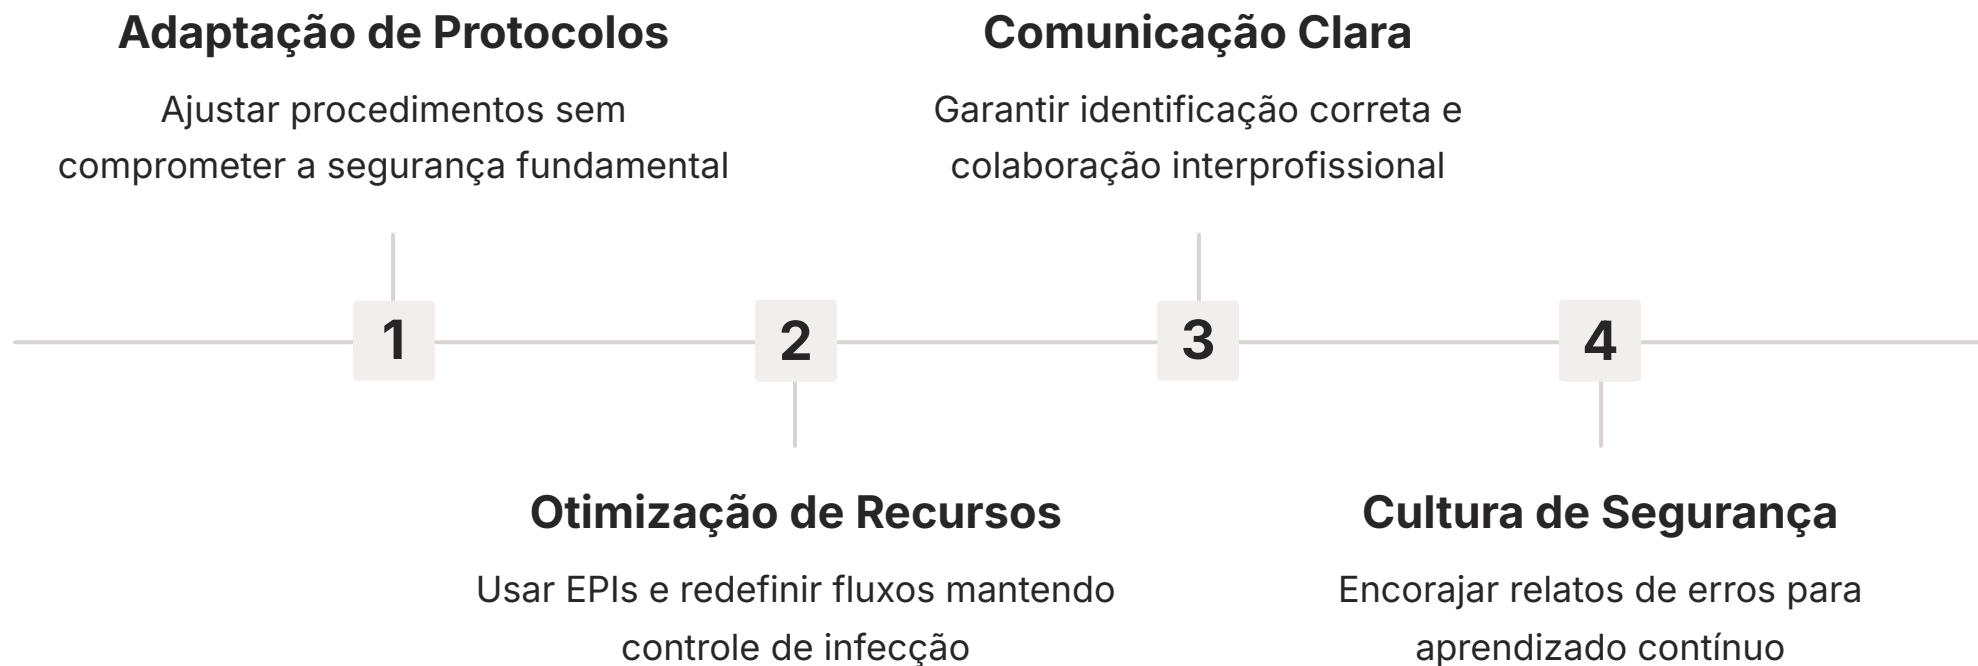 Adaptação de Protocolos
Ajustar procedimentos sem
comprometer a segurança fundamental
Comunicação Clara
Garantir identificação correta e
colaboração interprofissional
1
2
3
4
Otimização de Recursos
Usar EPIs e redefinir fluxos mantendo
controle de infecção
Cultura de Segurança
Encorajar relatos de erros para
aprendizado contínuo